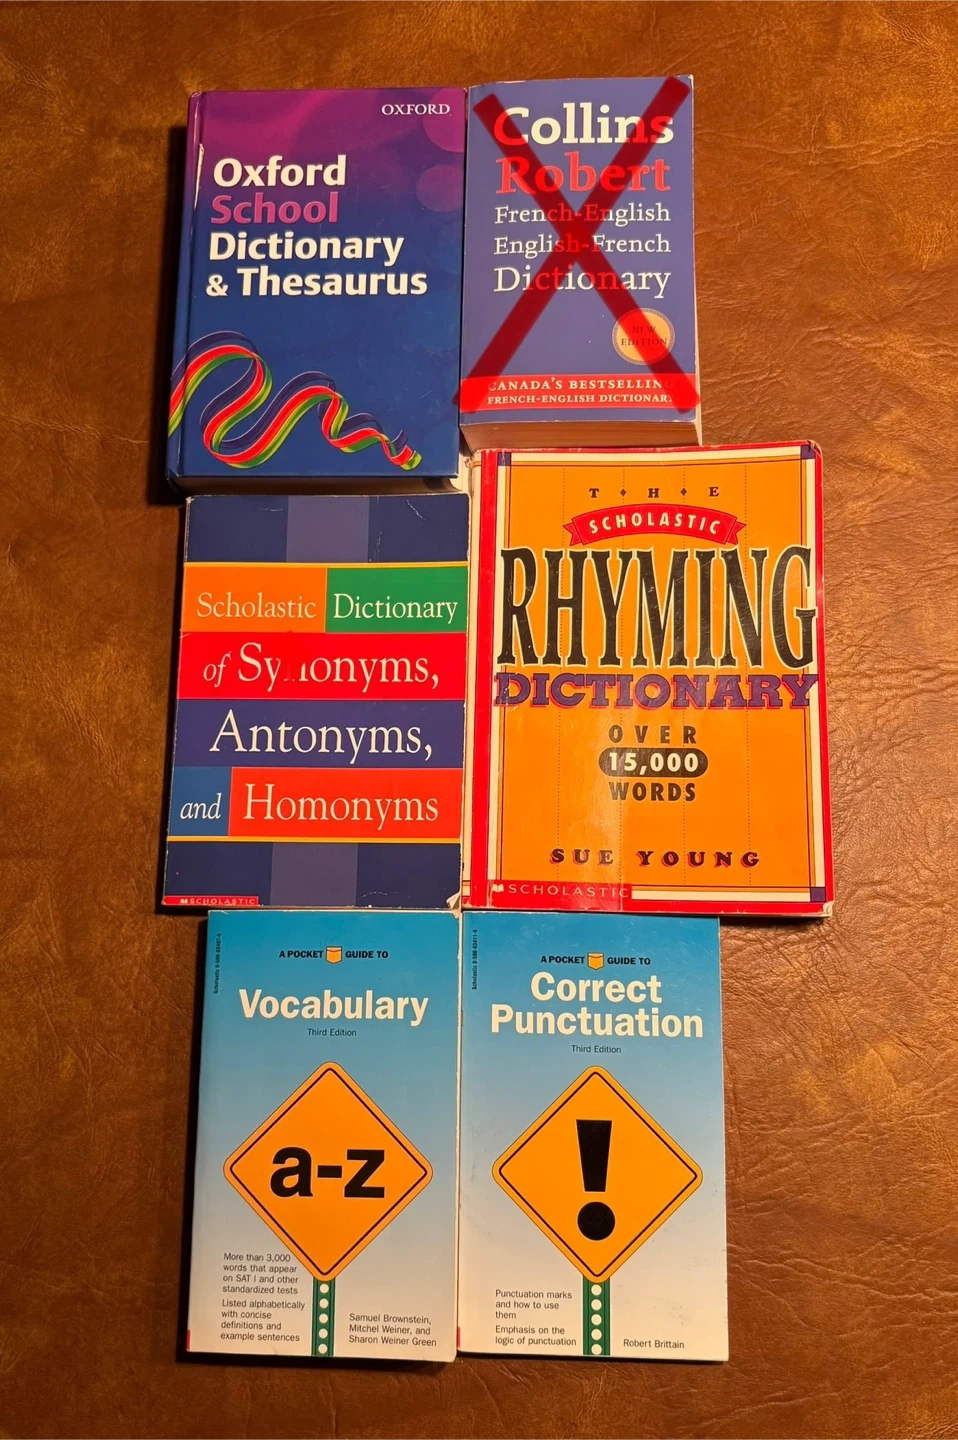 OXFORD
Oxford
School
Dictionary
& Thesaurus
Collins
Robert
French-English
English-French
Dictionary
NEW
EDITION
CANADA'S BESTSELLING
FRENCH-ENGLISH DICTIONARY
Scholastic Dictionary
of Synonyms,
Antonyms,
and Homonyms
SCHOLASTIC
T•H•E
SCHOLASTIC
RHYMING
DICTIONARY
OVER
15,000
WORDS
SUE YOUNG
SCHOLASTIC
A POCKET GUIDE TO
Vocabulary
Third Edition
a-z
More than 3,000
words that appear
on SAT I and other
standardized tests
Listed alphabetically
with concise
definitions and
example sentences
Samuel Brownstein,
Mitchel Weiner, and
Sharon Weiner Green
A POCKET GUIDE TO
Correct
Punctuation
Third Edition
!
Punctuation marks
and how to use
them
Emphasis on the
logic of punctuation
Robert Brittain